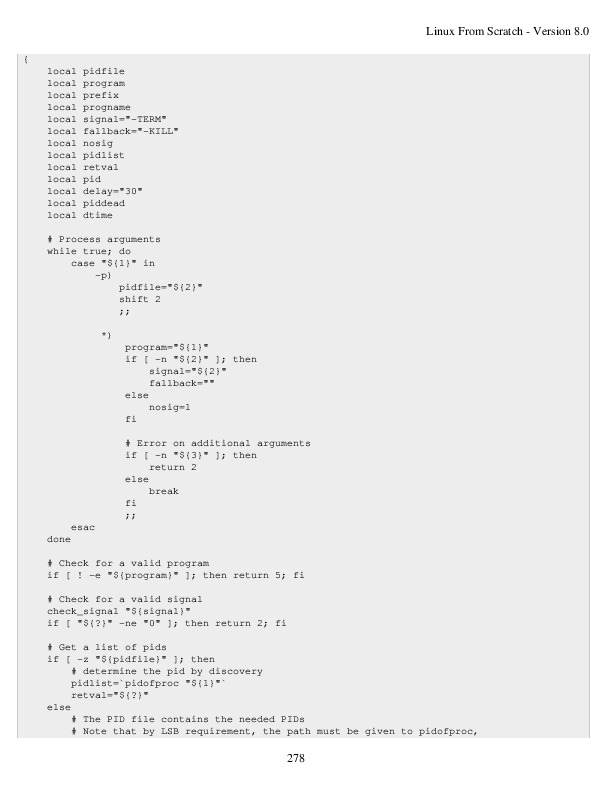 Linux From Scratch - Version 8.0
{
    local pidfile
    local program
    local prefix
    local progname
    local signal="-TERM"
    local fallback="-KILL"
    local nosig
    local pidlist
    local retval
    local pid
    local delay="30"
    local piddead
    local dtime

    # Process arguments
    while true; do
        case "${1}" in
            -p)
                pidfile="${2}"
                shift 2
                ;;

             *)
                 program="${1}"
                 if [ -n "${2}" ]; then
                     signal="${2}"
                     fallback=""
                 else
                     nosig=1
                 fi

                 # Error on additional arguments
                 if [ -n "${3}" ]; then
                     return 2
                 else
                     break
                 fi
                 ;;
        esac
    done

    # Check for a valid program
    if [ ! -e "${program}" ]; then return 5; fi

    # Check for a valid signal
    check_signal "${signal}"
    if [ "${?}" -ne "0" ]; then return 2; fi

    # Get a list of pids
    if [ -z "${pidfile}" ]; then
        # determine the pid by discovery
        pidlist=`pidofproc "${1}"`
        retval="${?}"
    else
        # The PID file contains the needed PIDs
        # Note that by LSB requirement, the path must be given to pidofproc,
278